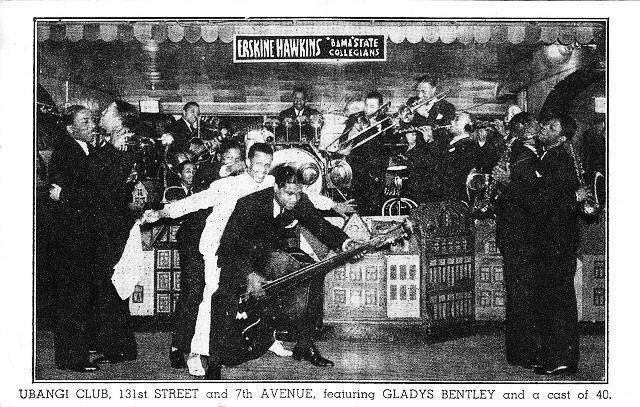 ERSKINE HAWKINS' "BAMA" STATE
COLLEGIANS
UBANGI CLUB, 131st STREET and 7th AVENUE, featuring GLADYS BENTLEY and a cast of 40.